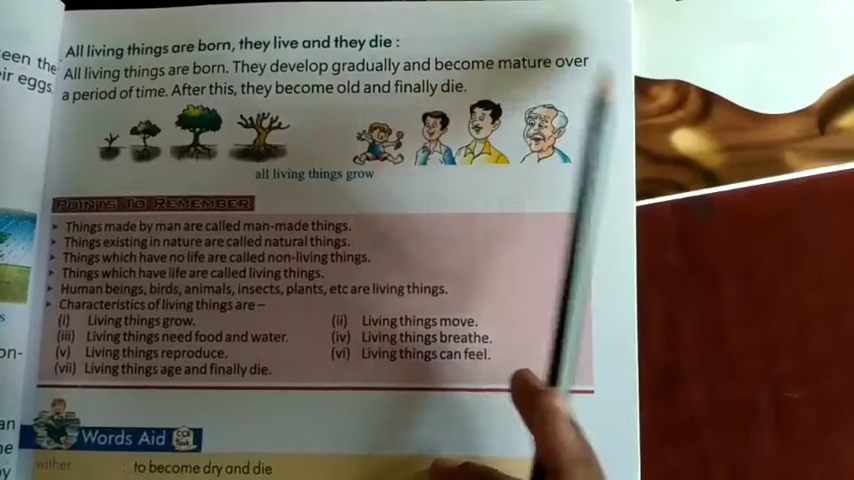 een the
ir eggs.
All living things are born, they live and they die :
All living things are born. They develop gradually and become mature over
a period of time. After this, they become old and finally die.
all living things grow
POINTS TO REMEMBER
Things made by man are called man-made things.
Things existing in nature are called natural things.
Things which have no life are called non-living things.
Things which have life are called living things.
Human beings, birds, animals, insects, plants, etc are living things.
Characteristics of living things are –
(i) Living things grow. (ii) Living things move.
(iii) Living things need food and water. (iv) Living things breathe.
(v) Living things reproduce. (vi) Living things can feel.
(vii) Living things age and finally die.
on-
an
Words Aid
wither : to become dry and die